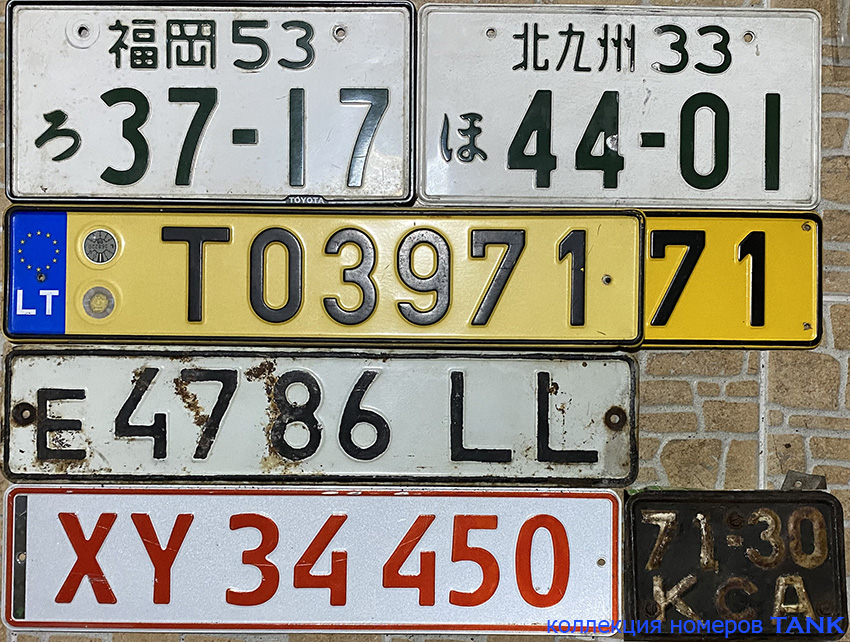 福岡 53
ろ 37-17
TOYOTA
北九州 33
ほ 44-01
LT T03971
71
E4786 LL
XY 34 450
71-30
КСА
коллекция номеров TANK